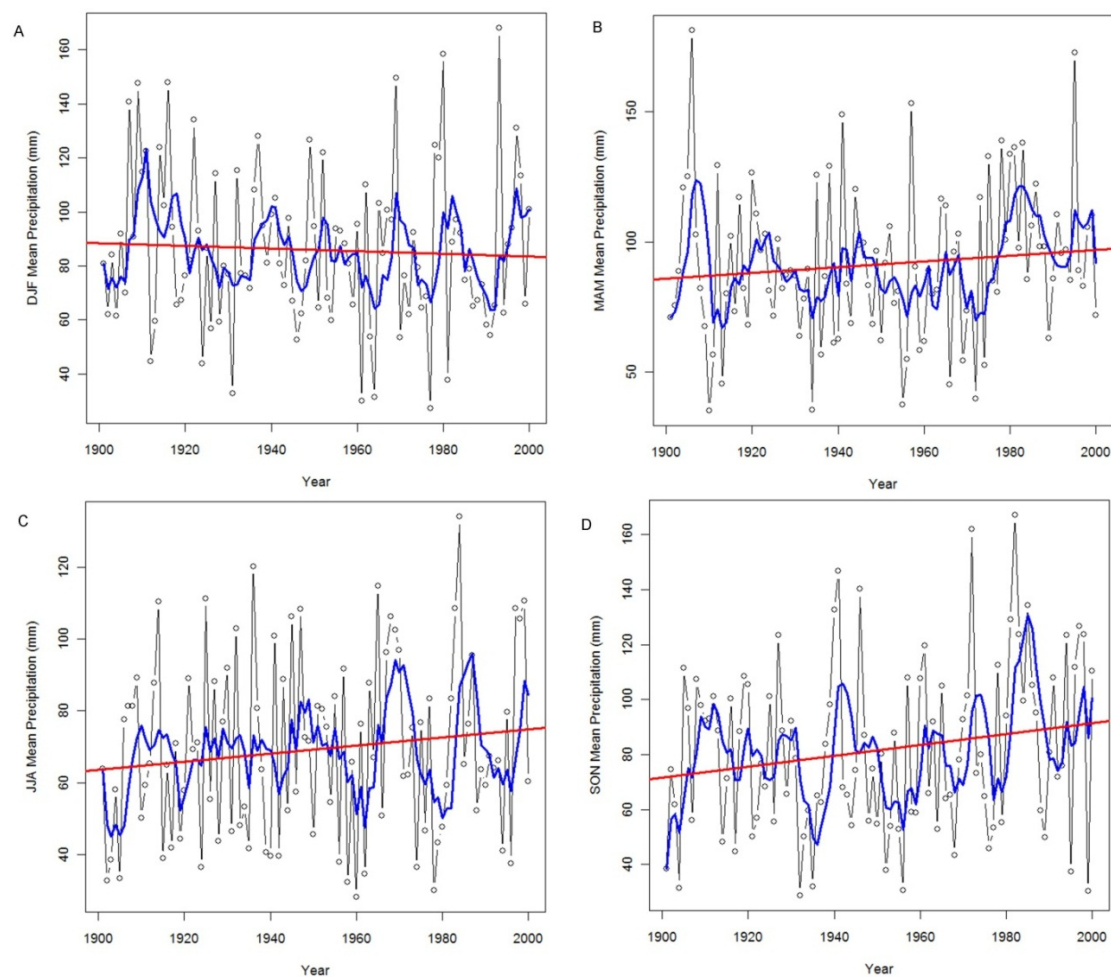 A
DJF Mean Precipitation (mm)
160
140
120
100
80
60
40
1900 1920 1940 1960 1980 2000
Year
B
MAM Mean Precipitation (mm)
150
100
50
1900 1920 1940 1960 1980 2000
Year
C
JJA Mean Precipitation (mm)
120
100
80
60
40
1900 1920 1940 1960 1980 2000
Year
D
SON Mean Precipitation (mm)
160
140
120
100
80
60
40
1900 1920 1940 1960 1980 2000
Year